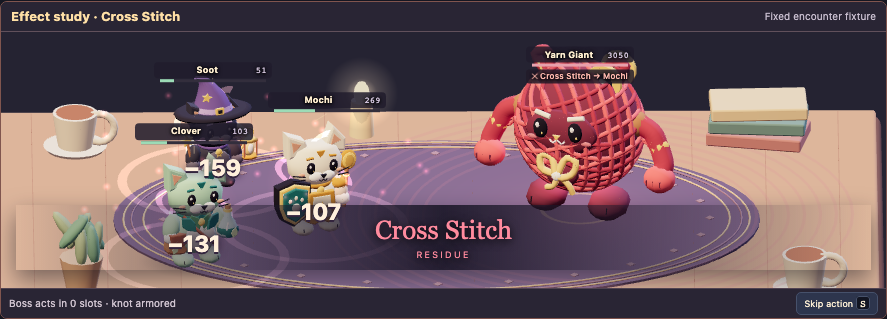 Effect study · Cross Stitch
Fixed encounter fixture
Yarn Giant 3050
× Cross Stitch → Mochi
Soot 51
Mochi 269
Clover 103
−159
−107
−131
Cross Stitch
RESIDUE
Boss acts in 0 slots · knot armored
Skip action S